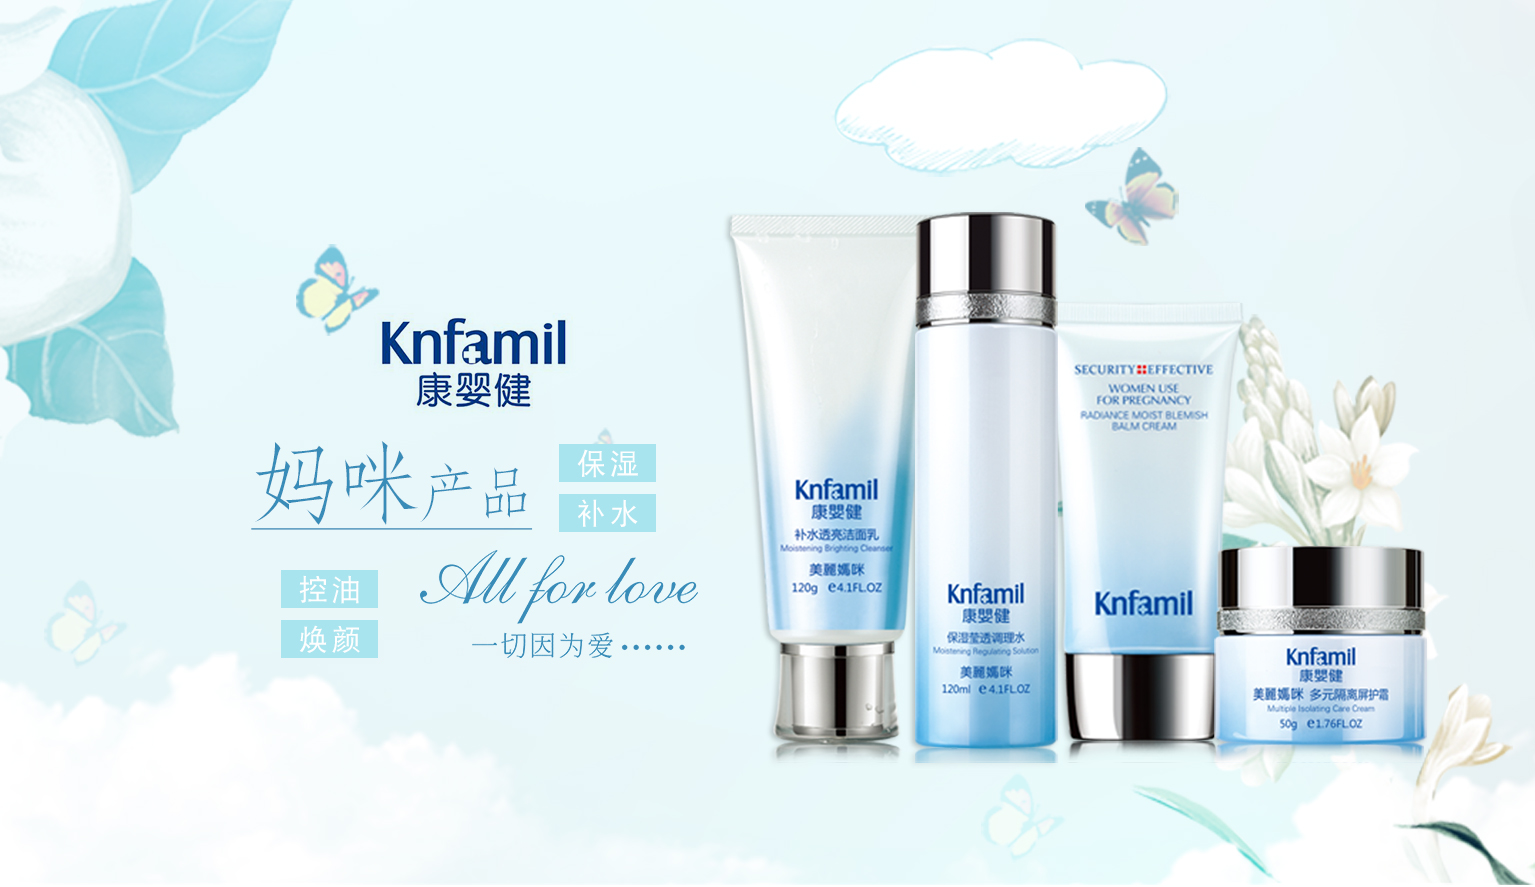 Knfamil
康婴健
妈咪产品
保湿
补水
控油
焕颜
All for love
一切因为爱······
Knfamil
康婴健
补水透亮洁面乳
Moistening Brighting Cleanser
美麗媽咪
120g e4.1FL.OZ
Knfamil
康婴健
保湿莹透调理水
Moistening Regulating Solution
美麗媽咪
120ml e4.1FL.OZ
SECURITY EFFECTIVE
WOMEN USE
FOR PREGNANCY
RADIANCE MOIST BLEMISH
BALM CREAM
Knfamil
Knfamil
康婴健
美麗媽咪 多元隔离屏护霜
Multiple Isolating Care Cream
50g e1.76FL.OZ